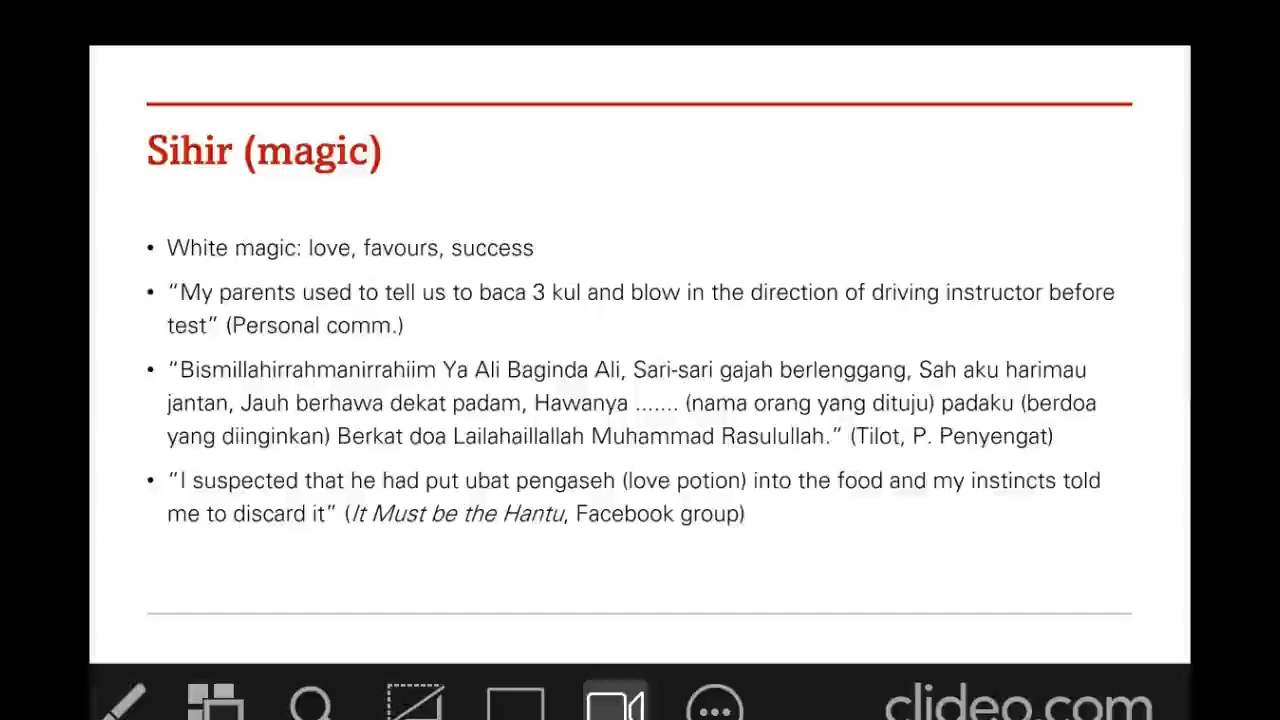 Sihir (magic)
• White magic: love, favours, success
• “My parents used to tell us to baca 3 kul and blow in the direction of driving instructor before
test” (Personal comm.)
• “Bismillahirrahmanirrahiim Ya Ali Baginda Ali, Sari-sari gajah berlenggang, Sah aku harimau
jantan, Jauh berhawa dekat padam, Hawanya ....... (nama orang yang dituju) padaku (berdoa
yang diinginkan) Berkat doa Lailahaillallah Muhammad Rasulullah.” (Tilot, P. Penyengat)
• “I suspected that he had put ubat pengaseh (love potion) into the food and my instincts told
me to discard it” (It Must be the Hantu, Facebook group)
clideo.com